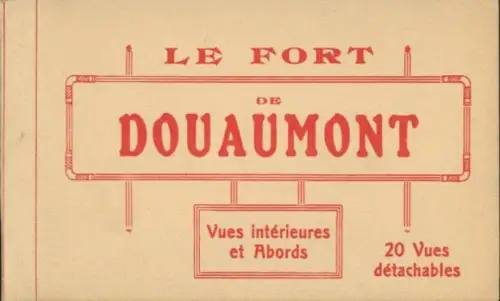 LE FORT
DE
DOUAUMONT
Vues intérieures
et Abords
20 Vues
détachables